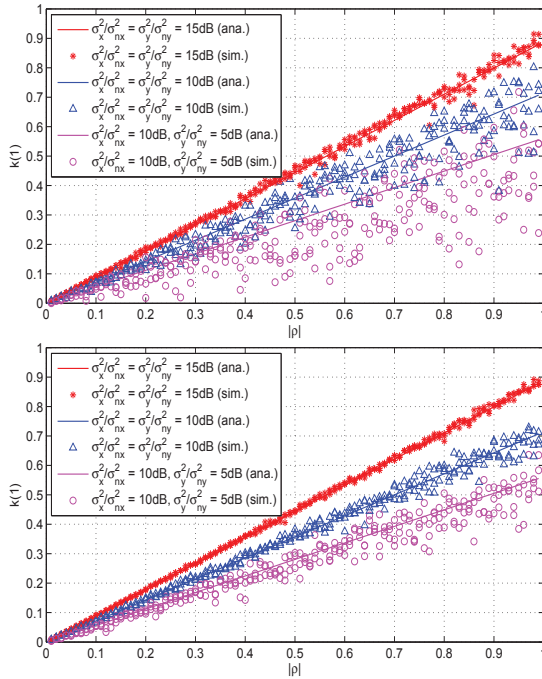 1
0.9
0.8
0.7
0.6
0.5
0.4
0.3
0.2
0.1
0
k(1)
σ²x/σ²nx = σ²y/σ²ny = 15dB (ana.)
σ²x/σ²nx = σ²y/σ²ny = 15dB (sim.)
σ²x/σ²nx = σ²y/σ²ny = 10dB (ana.)
σ²x/σ²nx = σ²y/σ²ny = 10dB (sim.)
σ²x/σ²nx = 10dB, σ²y/σ²ny = 5dB (ana.)
σ²x/σ²nx = 10dB, σ²y/σ²ny = 5dB (sim.)
0 0.1 0.2 0.3 0.4 0.5 0.6 0.7 0.8 0.9 1
|ρ|
1
0.9
0.8
0.7
0.6
0.5
0.4
0.3
0.2
0.1
0
k(1)
σ²x/σ²nx = σ²y/σ²ny = 15dB (ana.)
σ²x/σ²nx = σ²y/σ²ny = 15dB (sim.)
σ²x/σ²nx = σ²y/σ²ny = 10dB (ana.)
σ²x/σ²nx = σ²y/σ²ny = 10dB (sim.)
σ²x/σ²nx = 10dB, σ²y/σ²ny = 5dB (ana.)
σ²x/σ²nx = 10dB, σ²y/σ²ny = 5dB (sim.)
0 0.1 0.2 0.3 0.4 0.5 0.6 0.7 0.8 0.9 1
|ρ|